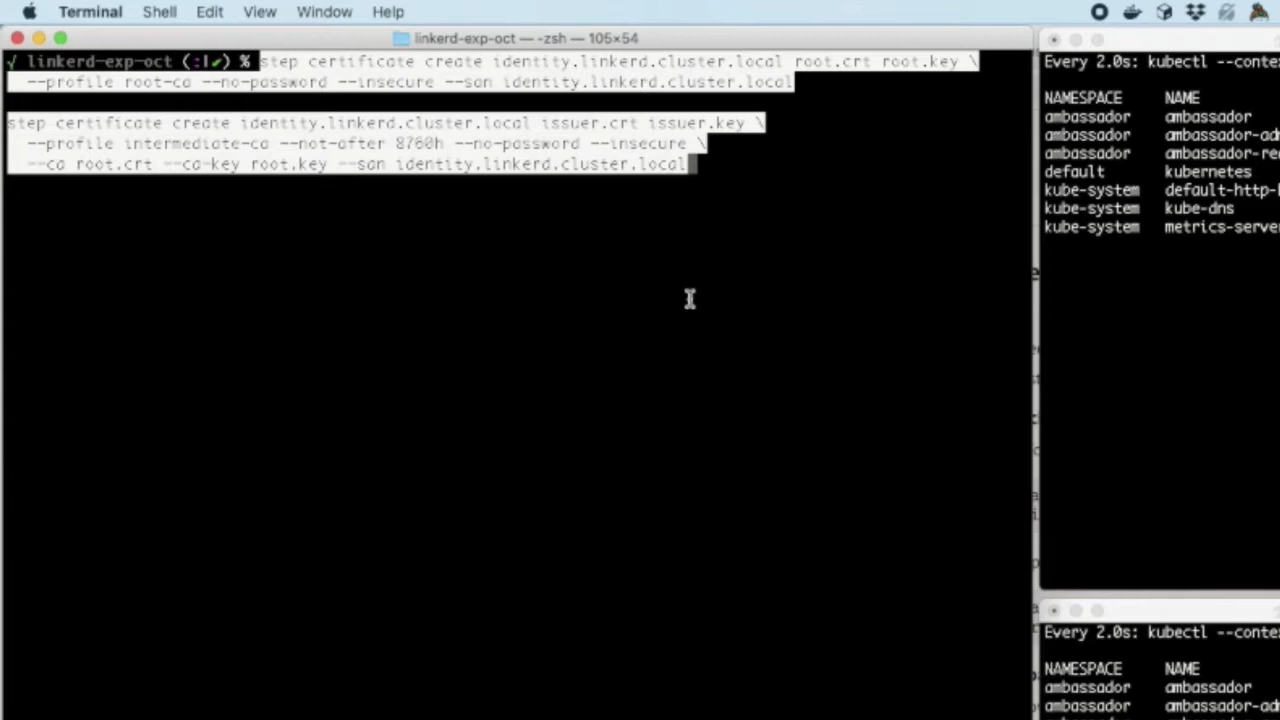 Terminal Shell Edit View Window Help
linkerd-exp-oct — -zsh — 105×54
√ linkerd-exp-oct (:|✔) % step certificate create identity.linkerd.cluster.local root.crt root.key \
--profile root-ca --no-password --insecure --san identity.linkerd.cluster.local
step certificate create identity.linkerd.cluster.local issuer.crt issuer.key \
--profile intermediate-ca --not-after 8760h --no-password --insecure \
--ca root.crt --ca-key root.key --san identity.linkerd.cluster.local
Every 2.0s: kubectl --conte
NAMESPACE NAME
ambassador ambassador
ambassador ambassador-ad
ambassador ambassador-re
default kubernetes
kube-system default-http-
kube-system kube-dns
kube-system metrics-serve
Every 2.0s: kubectl --conte
NAMESPACE NAME
ambassador ambassador
ambassador ambassador-ad